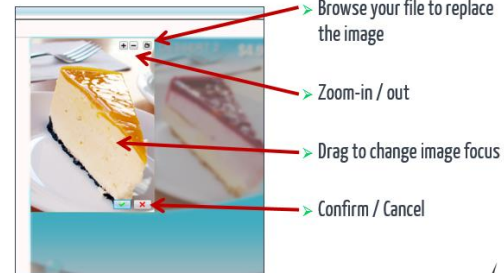 ➢ Browse your file to replace
the image
➢ Zoom-in / out
➢ Drag to change image focus
➢ Confirm / Cancel